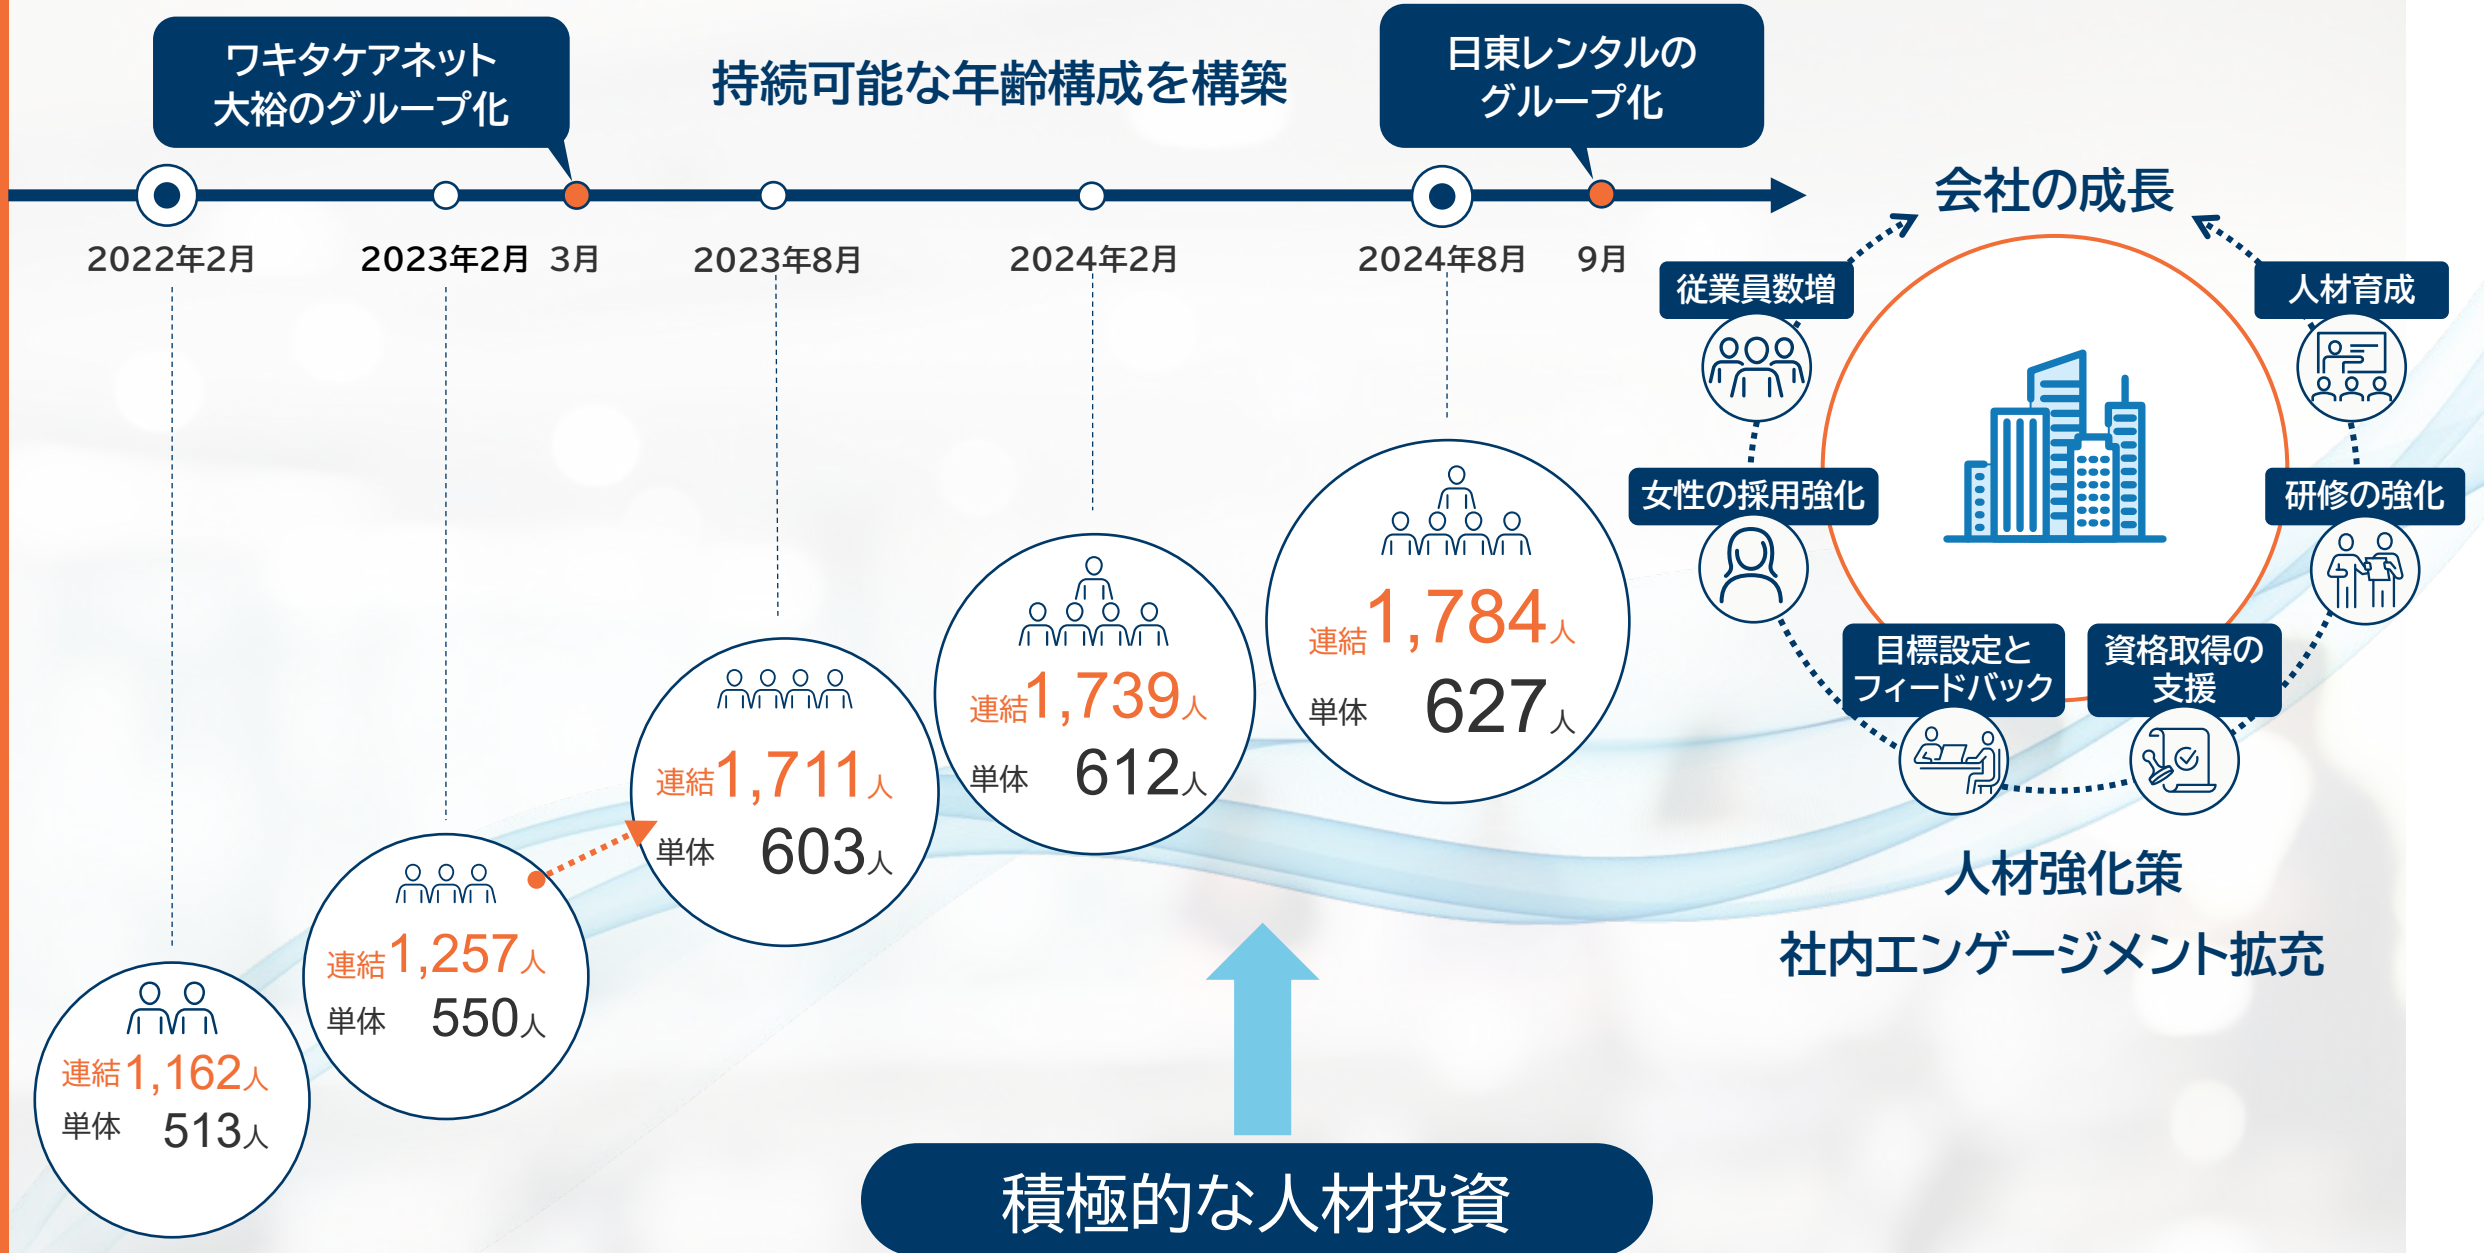 ワキタケアネット
大裕のグループ化
持続可能な年齢構成を構築
日東レンタルの
グループ化
2022年2月
2023年2月
3月
2023年8月
2024年2月
2024年8月
9月
連結1,162人
単体 513人
連結1,257人
単体 550人
連結1,711人
単体 603人
連結1,739人
単体 612人
連結1,784人
単体 627人
会社の成長
従業員数増
人材育成
女性の採用強化
研修の強化
目標設定と
フィードバック
資格取得の
支援
人材強化策
社内エンゲージメント拡充
積極的な人材投資